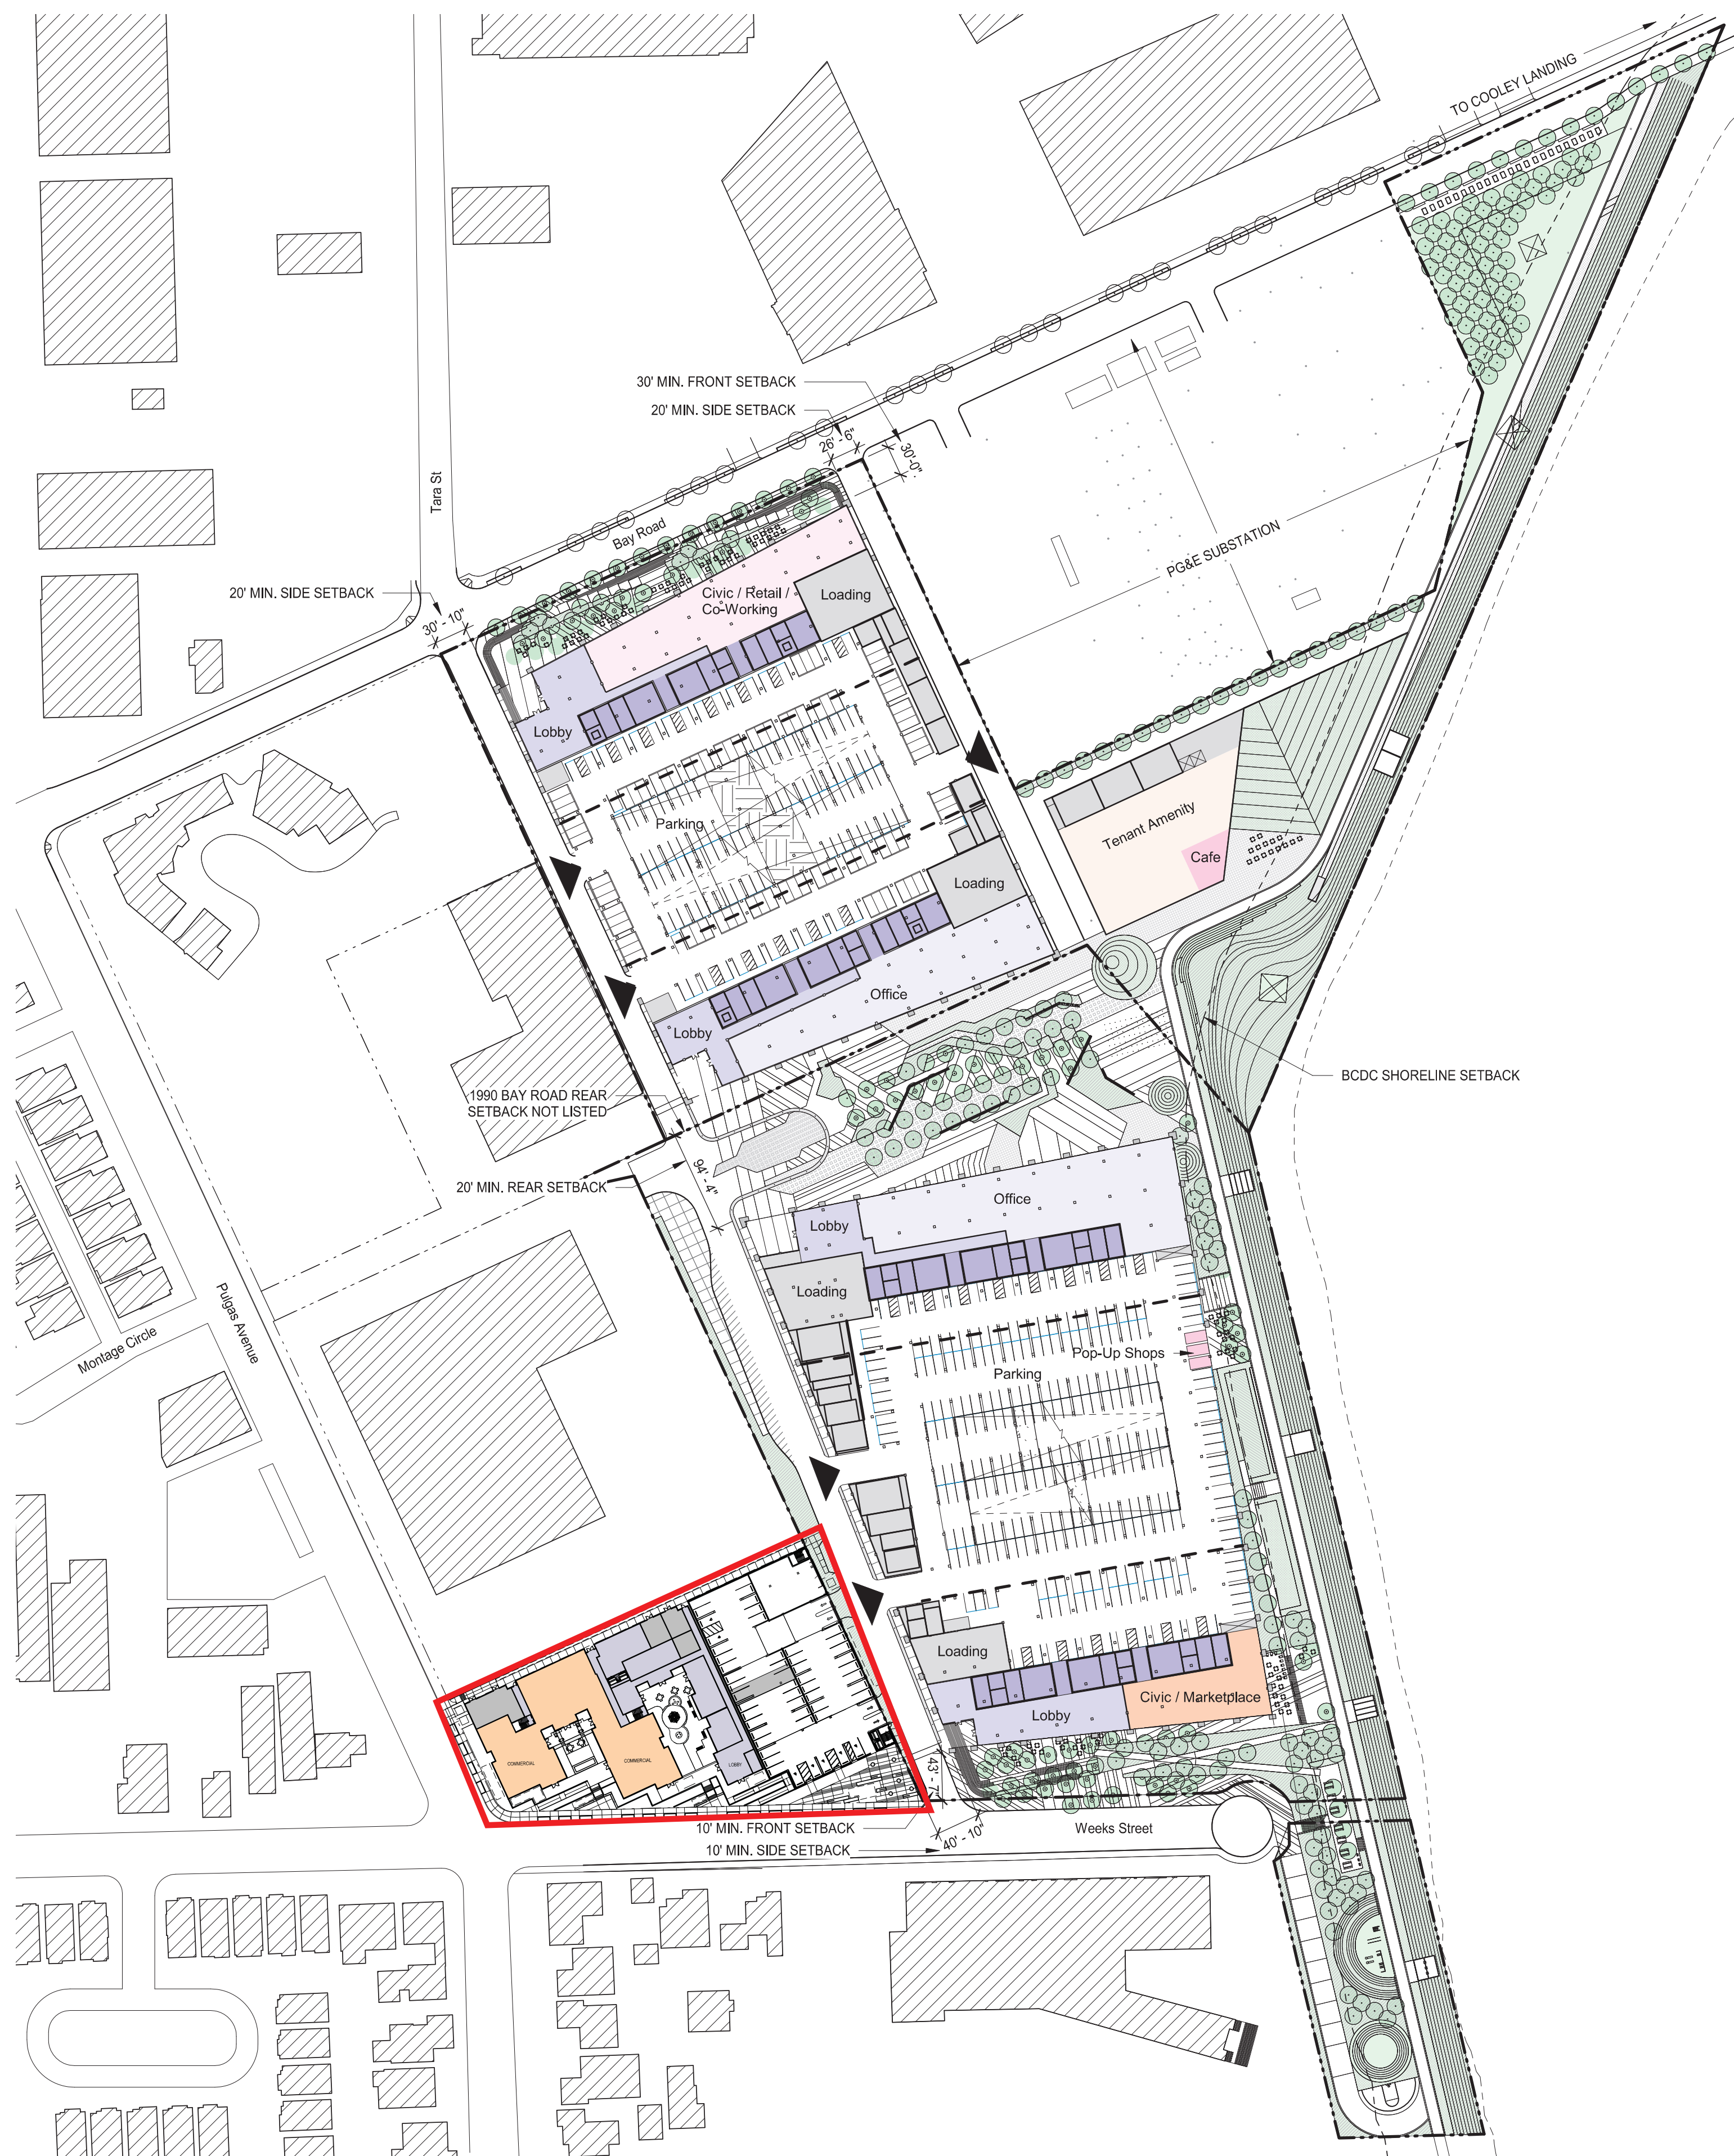 TO COOLEY LANDING
30' MIN. FRONT SETBACK
20' MIN. SIDE SETBACK
26' - 6"
30'-0"
Tara St
Bay Road
PG&E SUBSTATION
20' MIN. SIDE SETBACK
30' - 10"
Civic / Retail /
Co-Working
Loading
Lobby
Parking
Tenant Amenity
Cafe
Loading
Office
Lobby
BCDC SHORELINE SETBACK
1990 BAY ROAD REAR
SETBACK NOT LISTED
20' MIN. REAR SETBACK
94' - 4"
Office
Lobby
Loading
Pulgas Avenue
Montage Circle
Pop-Up Shops
Parking
Loading
Civic / Marketplace
Lobby
COMMERCIAL
COMMERCIAL
LOBBY
43' - 7"
10' MIN. FRONT SETBACK
Weeks Street
40' - 10"
10' MIN. SIDE SETBACK